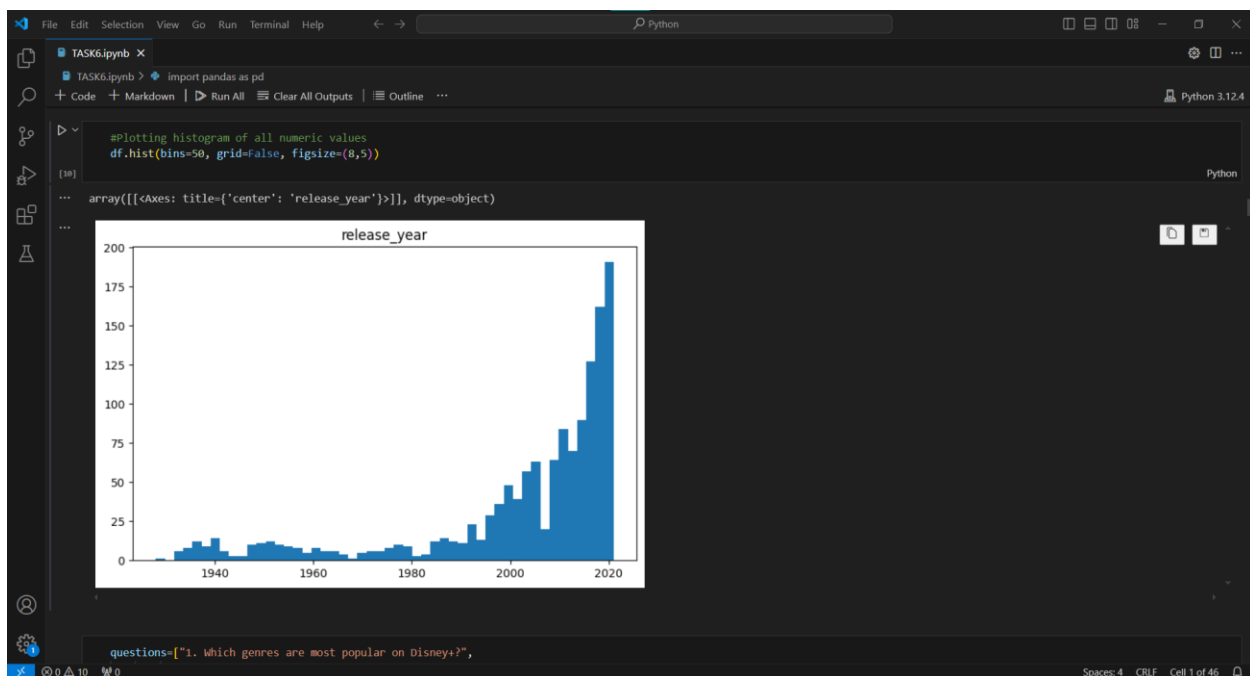 File Edit Selection View Go Run Terminal Help
Python
TASK6.ipynb
TASK6.ipynb > import pandas as pd
+ Code + Markdown | Run All Clear All Outputs | Outline ...
Python 3.12.4
#Plotting histogram of all numeric values
df.hist(bins=50, grid=False, figsize=(8,5))
[10]
Python
... array([[<Axes: title={'center': 'release_year'}>]], dtype=object)
...
release_year
200
175
150
125
100
75
50
25
0
1940 1960 1980 2000 2020
questions=["1. Which genres are most popular on Disney+?",
1
0 10 0
Spaces: 4 CRLF Cell 1 of 46